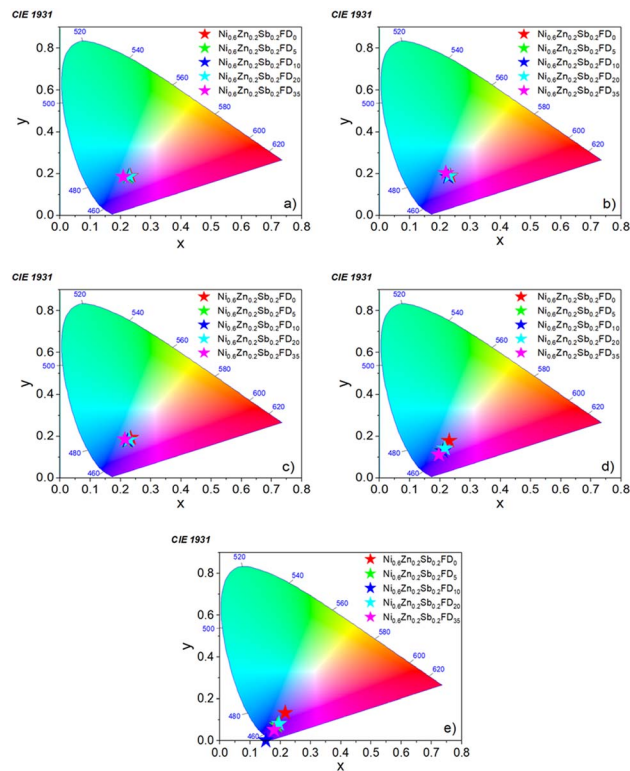 CIE 1931
CIE 1931
0.8
0.6
0.4
0.2
0.0
y
520
540
560
580
600
620
500
480
460
Ni0.6Zn0.2Sb0.2FD0
Ni0.6Zn0.2Sb0.2FD5
Ni0.6Zn0.2Sb0.2FD10
Ni0.6Zn0.2Sb0.2FD20
Ni0.6Zn0.2Sb0.2FD35
a)
0.0 0.1 0.2 0.3 0.4 0.5 0.6 0.7 0.8
x
0.8
0.6
0.4
0.2
0.0
y
520
540
560
580
600
620
500
480
460
Ni0.6Zn0.2Sb0.2FD0
Ni0.6Zn0.2Sb0.2FD5
Ni0.6Zn0.2Sb0.2FD10
Ni0.6Zn0.2Sb0.2FD20
Ni0.6Zn0.2Sb0.2FD35
b)
0.0 0.1 0.2 0.3 0.4 0.5 0.6 0.7 0.8
x
CIE 1931
CIE 1931
0.8
0.6
0.4
0.2
0.0
y
520
540
560
580
600
620
500
480
460
Ni0.6Zn0.2Sb0.2FD0
Ni0.6Zn0.2Sb0.2FD5
Ni0.6Zn0.2Sb0.2FD10
Ni0.6Zn0.2Sb0.2FD20
Ni0.6Zn0.2Sb0.2FD35
c)
0.0 0.1 0.2 0.3 0.4 0.5 0.6 0.7 0.8
x
0.8
0.6
0.4
0.2
0.0
y
520
540
560
580
600
620
500
480
460
Ni0.6Zn0.2Sb0.2FD0
Ni0.6Zn0.2Sb0.2FD5
Ni0.6Zn0.2Sb0.2FD10
Ni0.6Zn0.2Sb0.2FD20
Ni0.6Zn0.2Sb0.2FD35
d)
0.0 0.1 0.2 0.3 0.4 0.5 0.6 0.7 0.8
x
CIE 1931
0.8
0.6
0.4
0.2
0.0
y
520
540
560
580
600
620
500
480
460
Ni0.6Zn0.2Sb0.2FD0
Ni0.6Zn0.2Sb0.2FD5
Ni0.6Zn0.2Sb0.2FD10
Ni0.6Zn0.2Sb0.2FD20
Ni0.6Zn0.2Sb0.2FD35
e)
0.0 0.1 0.2 0.3 0.4 0.5 0.6 0.7 0.8
x